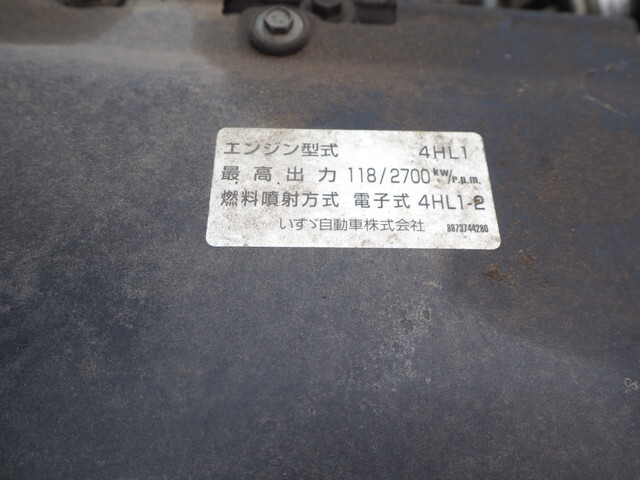 エンジン型式 4HL1
最高出力 118/2700 kw/r.p.m.
燃料噴射方式 電子式 4HL1-2
いすゞ自動車株式会社 8973744280